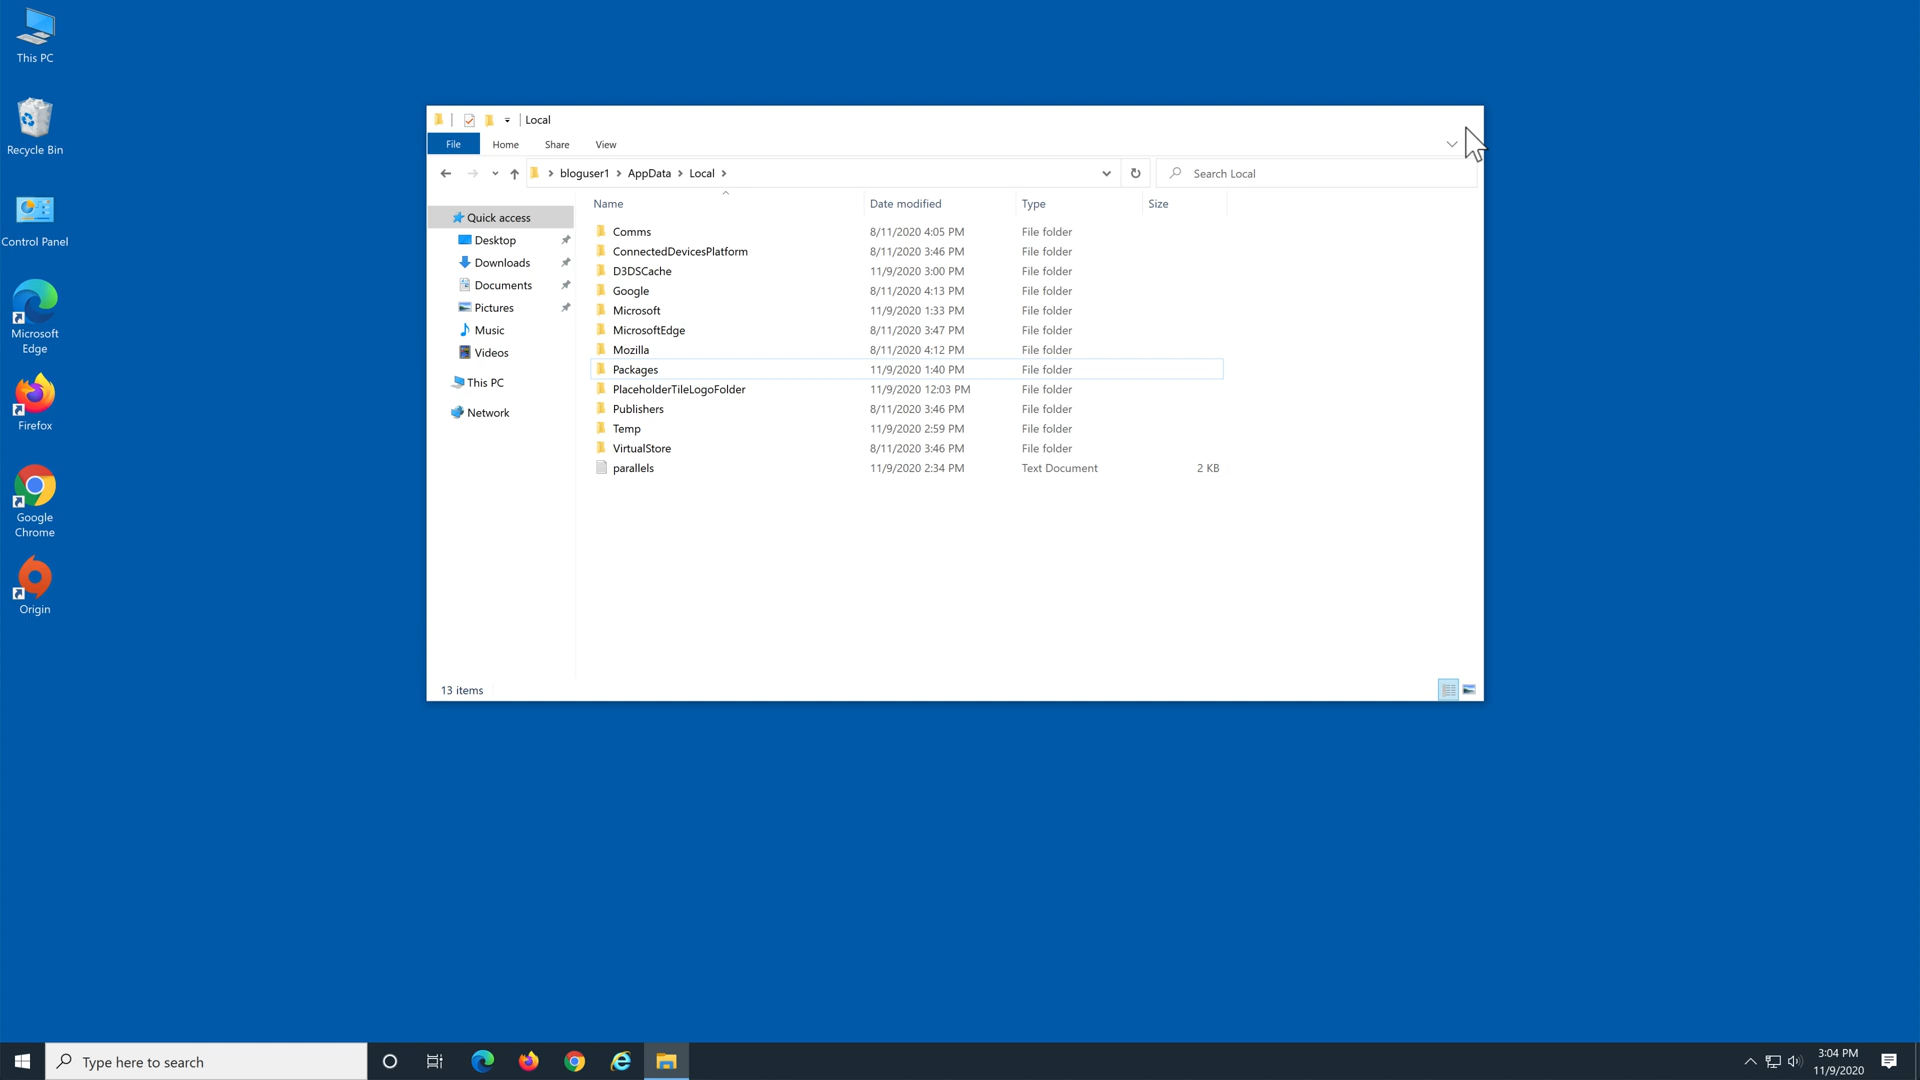 This PC
Recycle Bin
Control Panel
Microsoft
Edge
Firefox
Google
Chrome
Origin
Local
File Home Share View
bloguser1 AppData Local
Search Local
Name Date modified Type Size
Quick access
Desktop
Downloads
Documents
Pictures
Music
Videos
This PC
Network
Comms 8/11/2020 4:05 PM File folder
ConnectedDevicesPlatform 8/11/2020 3:46 PM File folder
D3DSCache 11/9/2020 3:00 PM File folder
Google 8/11/2020 4:13 PM File folder
Microsoft 11/9/2020 1:33 PM File folder
MicrosoftEdge 8/11/2020 3:47 PM File folder
Mozilla 8/11/2020 4:12 PM File folder
Packages 11/9/2020 1:40 PM File folder
PlaceholderTileLogoFolder 11/9/2020 12:03 PM File folder
Publishers 8/11/2020 3:46 PM File folder
Temp 11/9/2020 2:59 PM File folder
VirtualStore 8/11/2020 3:46 PM File folder
parallels 11/9/2020 2:34 PM Text Document 2 KB
13 items
Type here to search
3:04 PM
11/9/2020